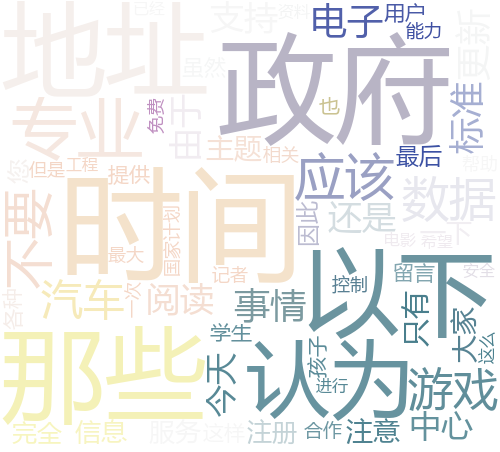 已经
支持
资料
地址
电子
用户
能力
更新
政府
虽然
专业
免费
也
标准
由于
主题
相关
最后
您
但是
工程
提供
应该
数据
帮助
不要
时间
国家计划
因此
还是
一下
电影
希望
最大
记者
以下
安全
各种
汽车
一次
阅读
事情
控制
留言
只有
大家
这么
那些
学生
今天
孩子
认为
进行
游戏
完全
信息
服务
这样
注册
合作
注意
中心